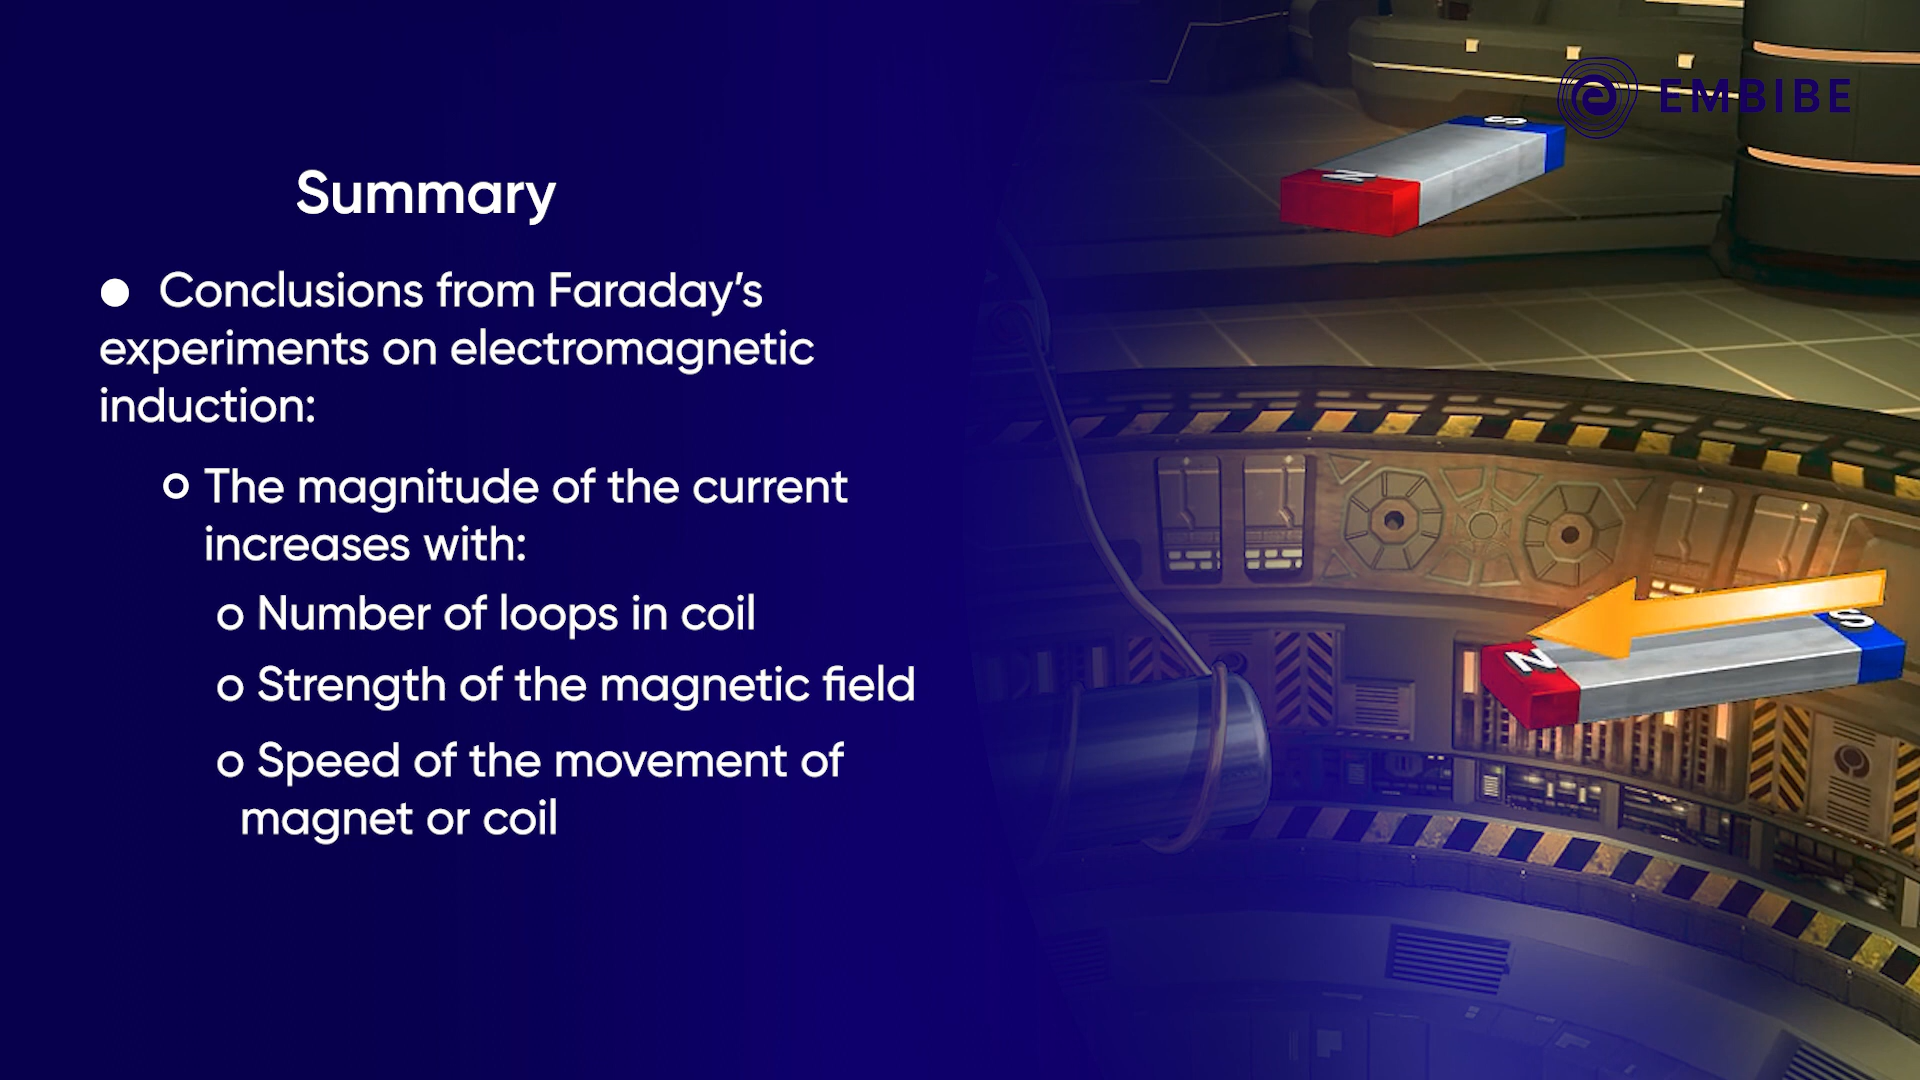 EMBIBE
Summary
● Conclusions from Faraday’s
experiments on electromagnetic
induction:
o The magnitude of the current
increases with:
o Number of loops in coil
o Strength of the magnetic field
o Speed of the movement of
magnet or coil
S
N
S
N